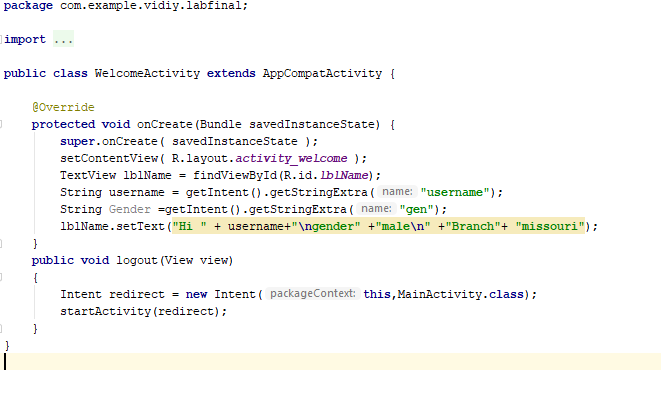 package com.example.vidiy.labfinal;
import ...
public class WelcomeActivity extends AppCompatActivity {
@Override
protected void onCreate(Bundle savedInstanceState) {
super.onCreate( savedInstanceState );
setContentView( R.layout.activity_welcome );
TextView lblName = findViewById(R.id.lblName);
String username = getIntent().getStringExtra( name: "username");
String Gender =getIntent().getStringExtra( name: "gen");
lblName.setText("Hi " + username+"\ngender" +"male\n" +"Branch"+ "missouri");
}
public void logout(View view)
{
Intent redirect = new Intent( packageContext: this,MainActivity.class);
startActivity(redirect);
}
}